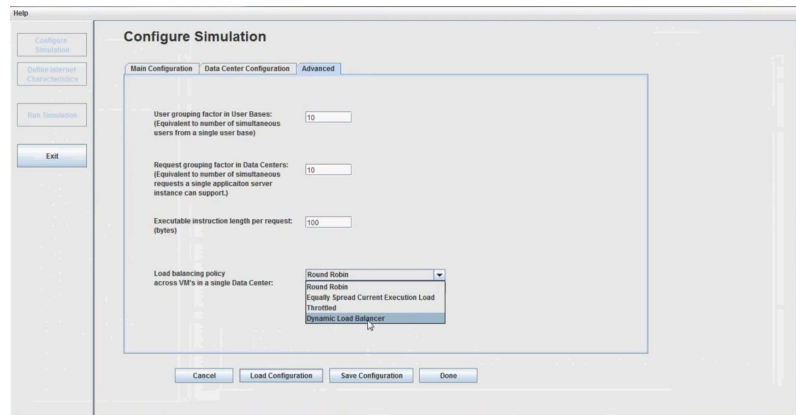 Help
Configure
Simulation
Define Internet
Characteristics
Run Simulation
Exit
Configure Simulation
Main Configuration
Data Center Configuration
Advanced
User grouping factor in User Bases:
(Equivalent to number of simultaneous
users from a single user base)
10
Request grouping factor in Data Centers:
(Equivalent to number of simultaneous
requests a single applicaiton server
instance can support.)
10
Executable instruction length per request:
(bytes)
100
Load balancing policy
across VM's in a single Data Center:
Round Robin
Round Robin
Equally Spread Current Execution Load
Throttled
Dynamic Load Balancer
Cancel
Load Configuration
Save Configuration
Done